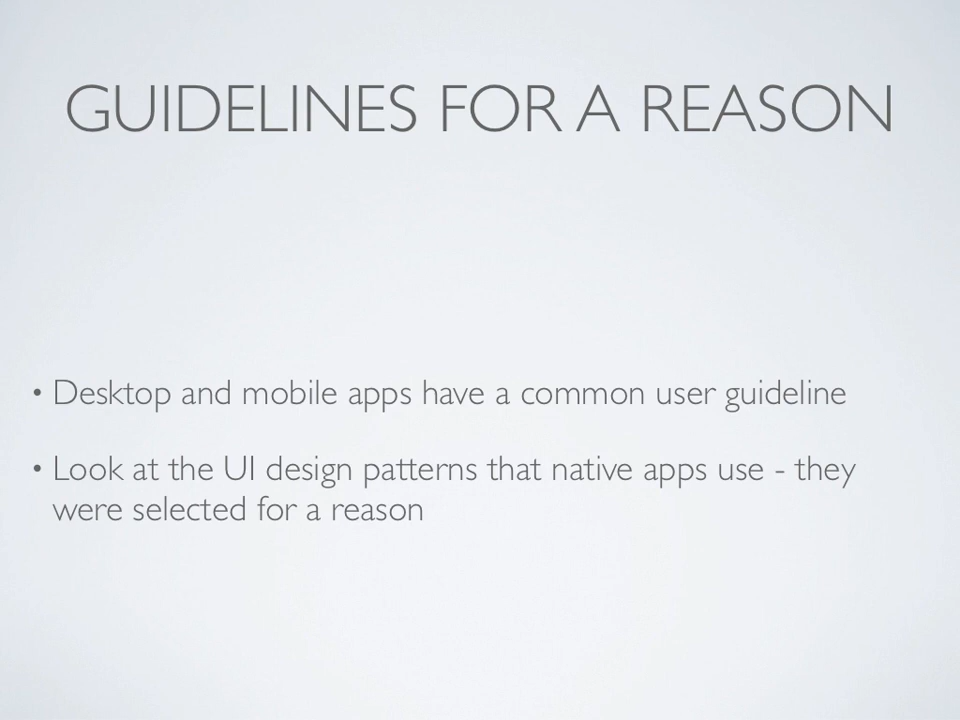 GUIDELINES FOR A REASON
• Desktop and mobile apps have a common user guideline
• Look at the UI design patterns that native apps use - they
were selected for a reason